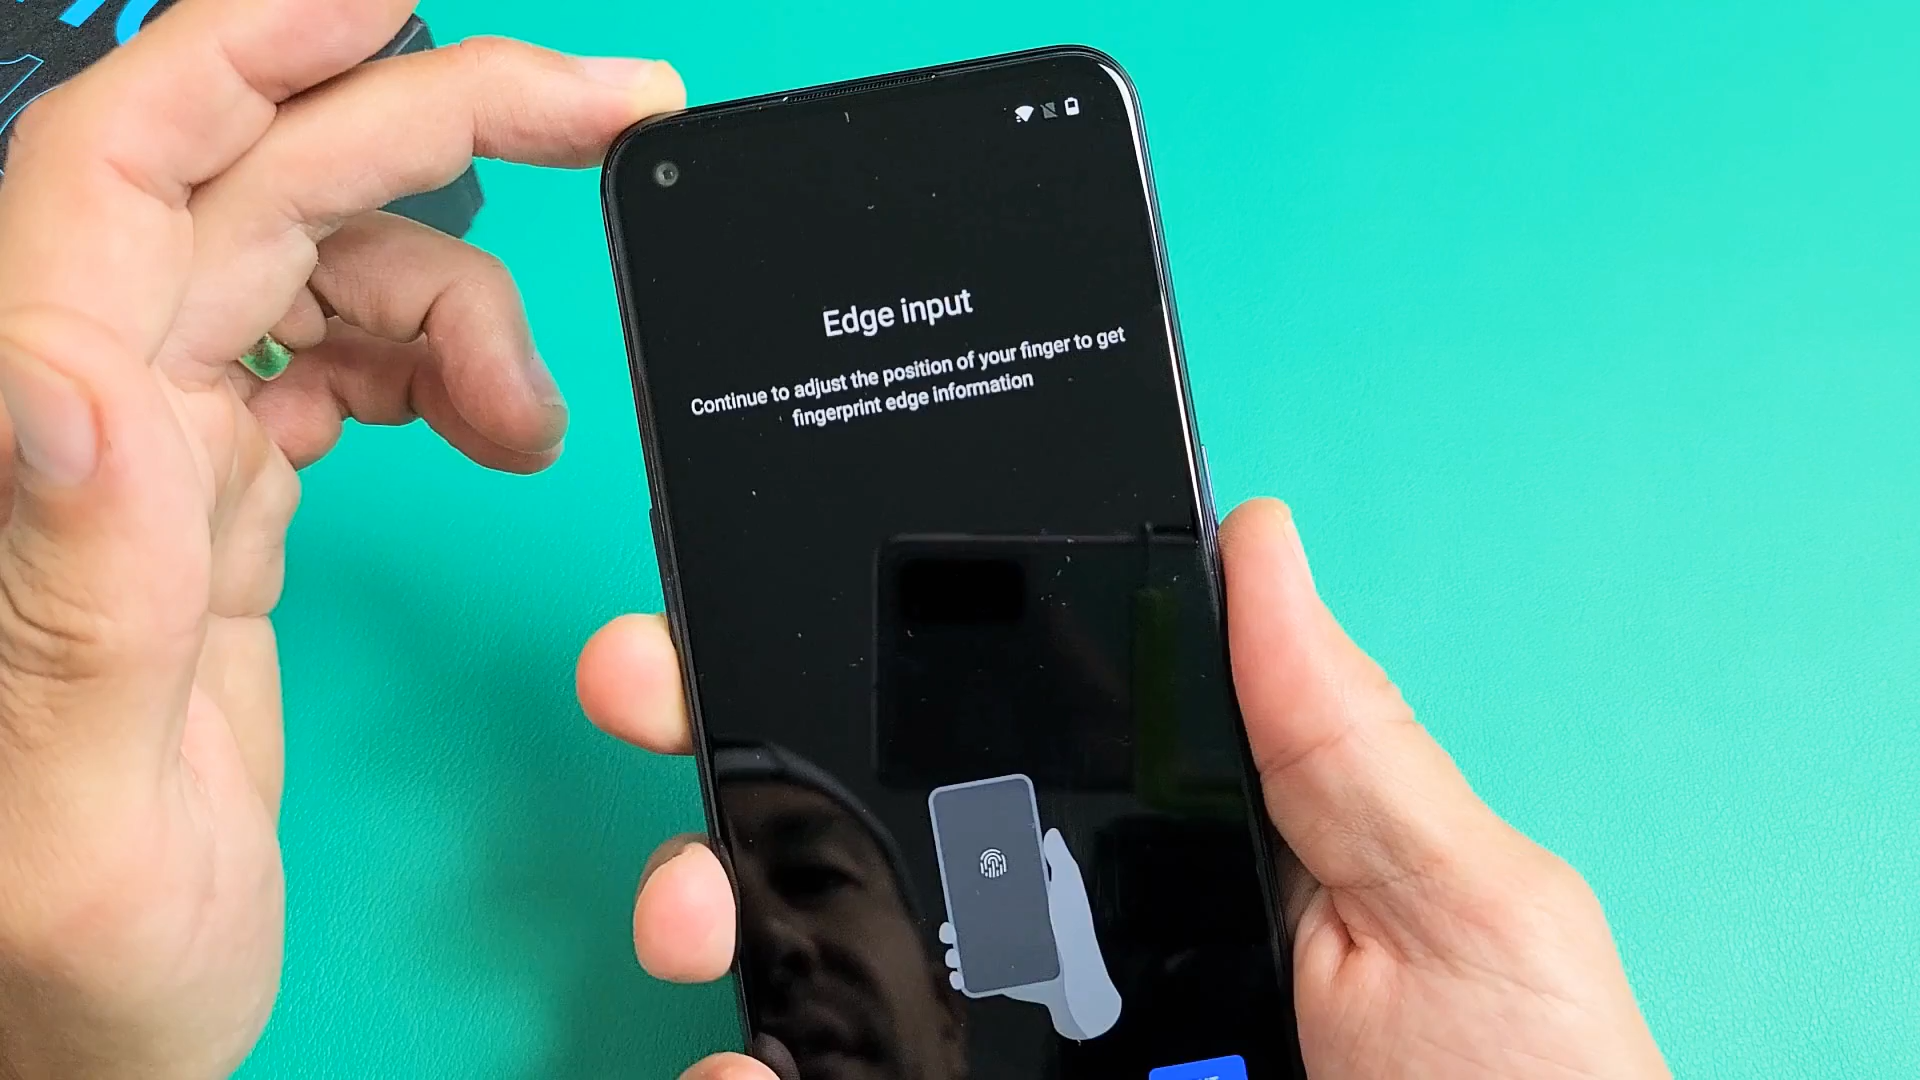 Edge input
Continue to adjust the position of your finger to get
fingerprint edge information